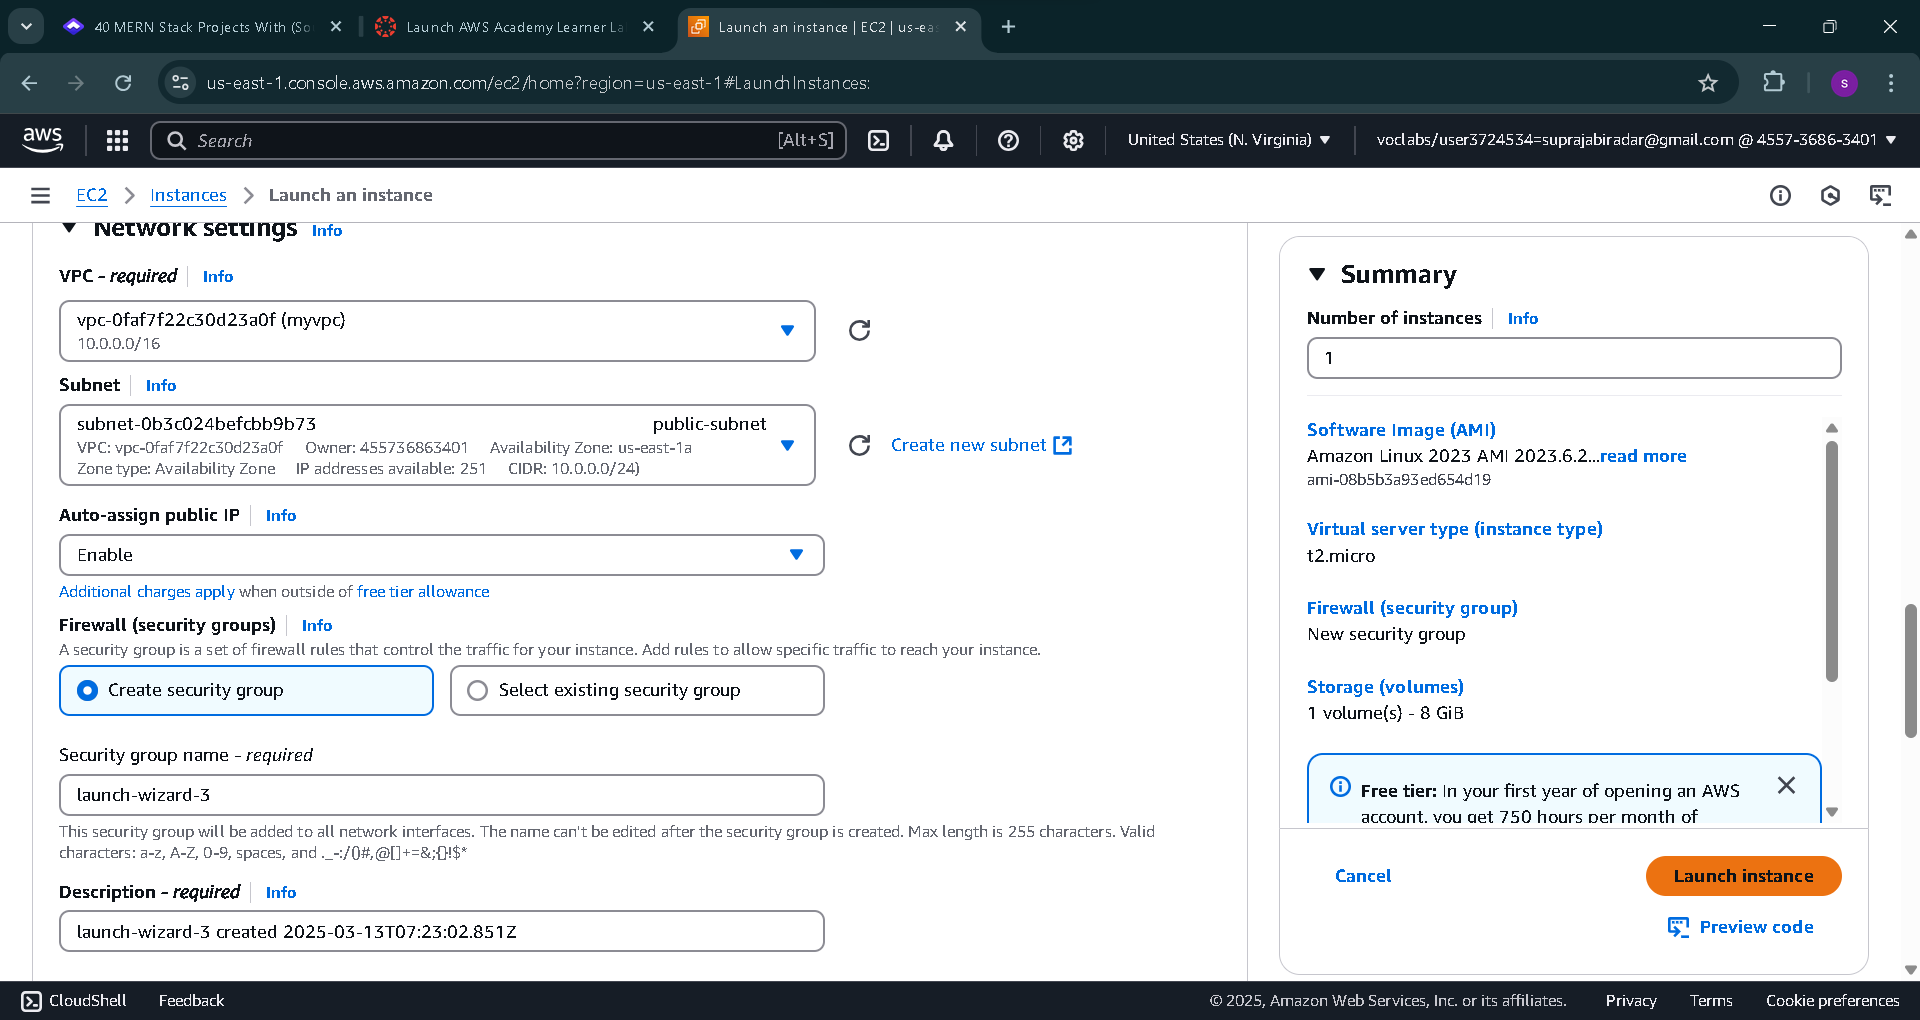 40 MERN Stack Projects With (So
Launch AWS Academy Learner La
Launch an instance | EC2 | us-eas
us-east-1.console.aws.amazon.com/ec2/home?region=us-east-1#LaunchInstances:
s
aws
Search
[Alt+S]
United States (N. Virginia)
voclabs/user3724534=suprajabiradar@gmail.com @ 4557-3686-3401
EC2
Instances
Launch an instance
Network settings Info
VPC - required Info
vpc-0faf7f22c30d23a0f (myvpc)
10.0.0.0/16
Subnet Info
subnet-0b3c024befcbb9b73 public-subnet
VPC: vpc-0faf7f22c30d23a0f Owner: 455736863401 Availability Zone: us-east-1a
Zone type: Availability Zone IP addresses available: 251 CIDR: 10.0.0.0/24)
Create new subnet
Auto-assign public IP Info
Enable
Additional charges apply when outside of free tier allowance
Firewall (security groups) Info
A security group is a set of firewall rules that control the traffic for your instance. Add rules to allow specific traffic to reach your instance.
Create security group
Select existing security group
Security group name - required
launch-wizard-3
This security group will be added to all network interfaces. The name can't be edited after the security group is created. Max length is 255 characters. Valid
characters: a-z, A-Z, 0-9, spaces, and ._-:/()#,@[]+=&;{}!$*
Description - required Info
launch-wizard-3 created 2025-03-13T07:23:02.851Z
Summary
Number of instances Info
1
Software Image (AMI)
Amazon Linux 2023 AMI 2023.6.2...read more
ami-08b5b3a93ed654d19
Virtual server type (instance type)
t2.micro
Firewall (security group)
New security group
Storage (volumes)
1 volume(s) - 8 GiB
Free tier: In your first year of opening an AWS
account, you get 750 hours per month of
Cancel
Launch instance
Preview code
CloudShell
Feedback
© 2025, Amazon Web Services, Inc. or its affiliates.
Privacy
Terms
Cookie preferences